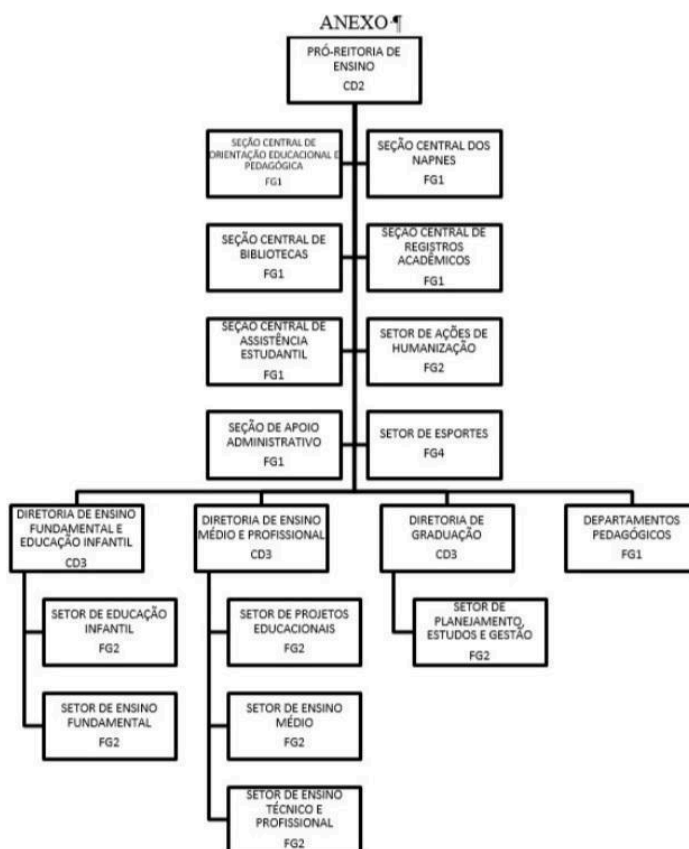 ANEXO ¶
PRÓ-REITORIA DE
ENSINO
CD2
SEÇÃO CENTRAL DE
ORIENTAÇÃO EDUCACIONAL E
PEDAGÓGICA
FG1
SEÇÃO CENTRAL DOS
NAPNES
FG1
SEÇÃO CENTRAL DE
BIBLIOTECAS
FG1
SEÇÃO CENTRAL DE
REGISTROS
ACADÊMICOS
FG1
SEÇÃO CENTRAL DE
ASSISTÊNCIA
ESTUDANTIL
FG1
SETOR DE AÇÕES DE
HUMANIZAÇÃO
FG2
SEÇÃO DE APOIO
ADMINISTRATIVO
FG1
SETOR DE ESPORTES
FG4
DIRETORIA DE ENSINO
FUNDAMENTAL E
EDUCAÇÃO INFANTIL
CD3
DIRETORIA DE ENSINO
MÉDIO E PROFISSIONAL
CD3
DIRETORIA DE
GRADUAÇÃO
CD3
DEPARTAMENTOS
PEDAGÓGICOS
FG1
SETOR DE EDUCAÇÃO
INFANTIL
FG2
SETOR DE PROJETOS
EDUCACIONAIS
FG2
SETOR DE
PLANEJAMENTO,
ESTUDOS E GESTÃO
FG2
SETOR DE ENSINO
FUNDAMENTAL
FG2
SETOR DE ENSINO
MÉDIO
FG2
SETOR DE ENSINO
TÉCNICO E
PROFISSIONAL
FG2